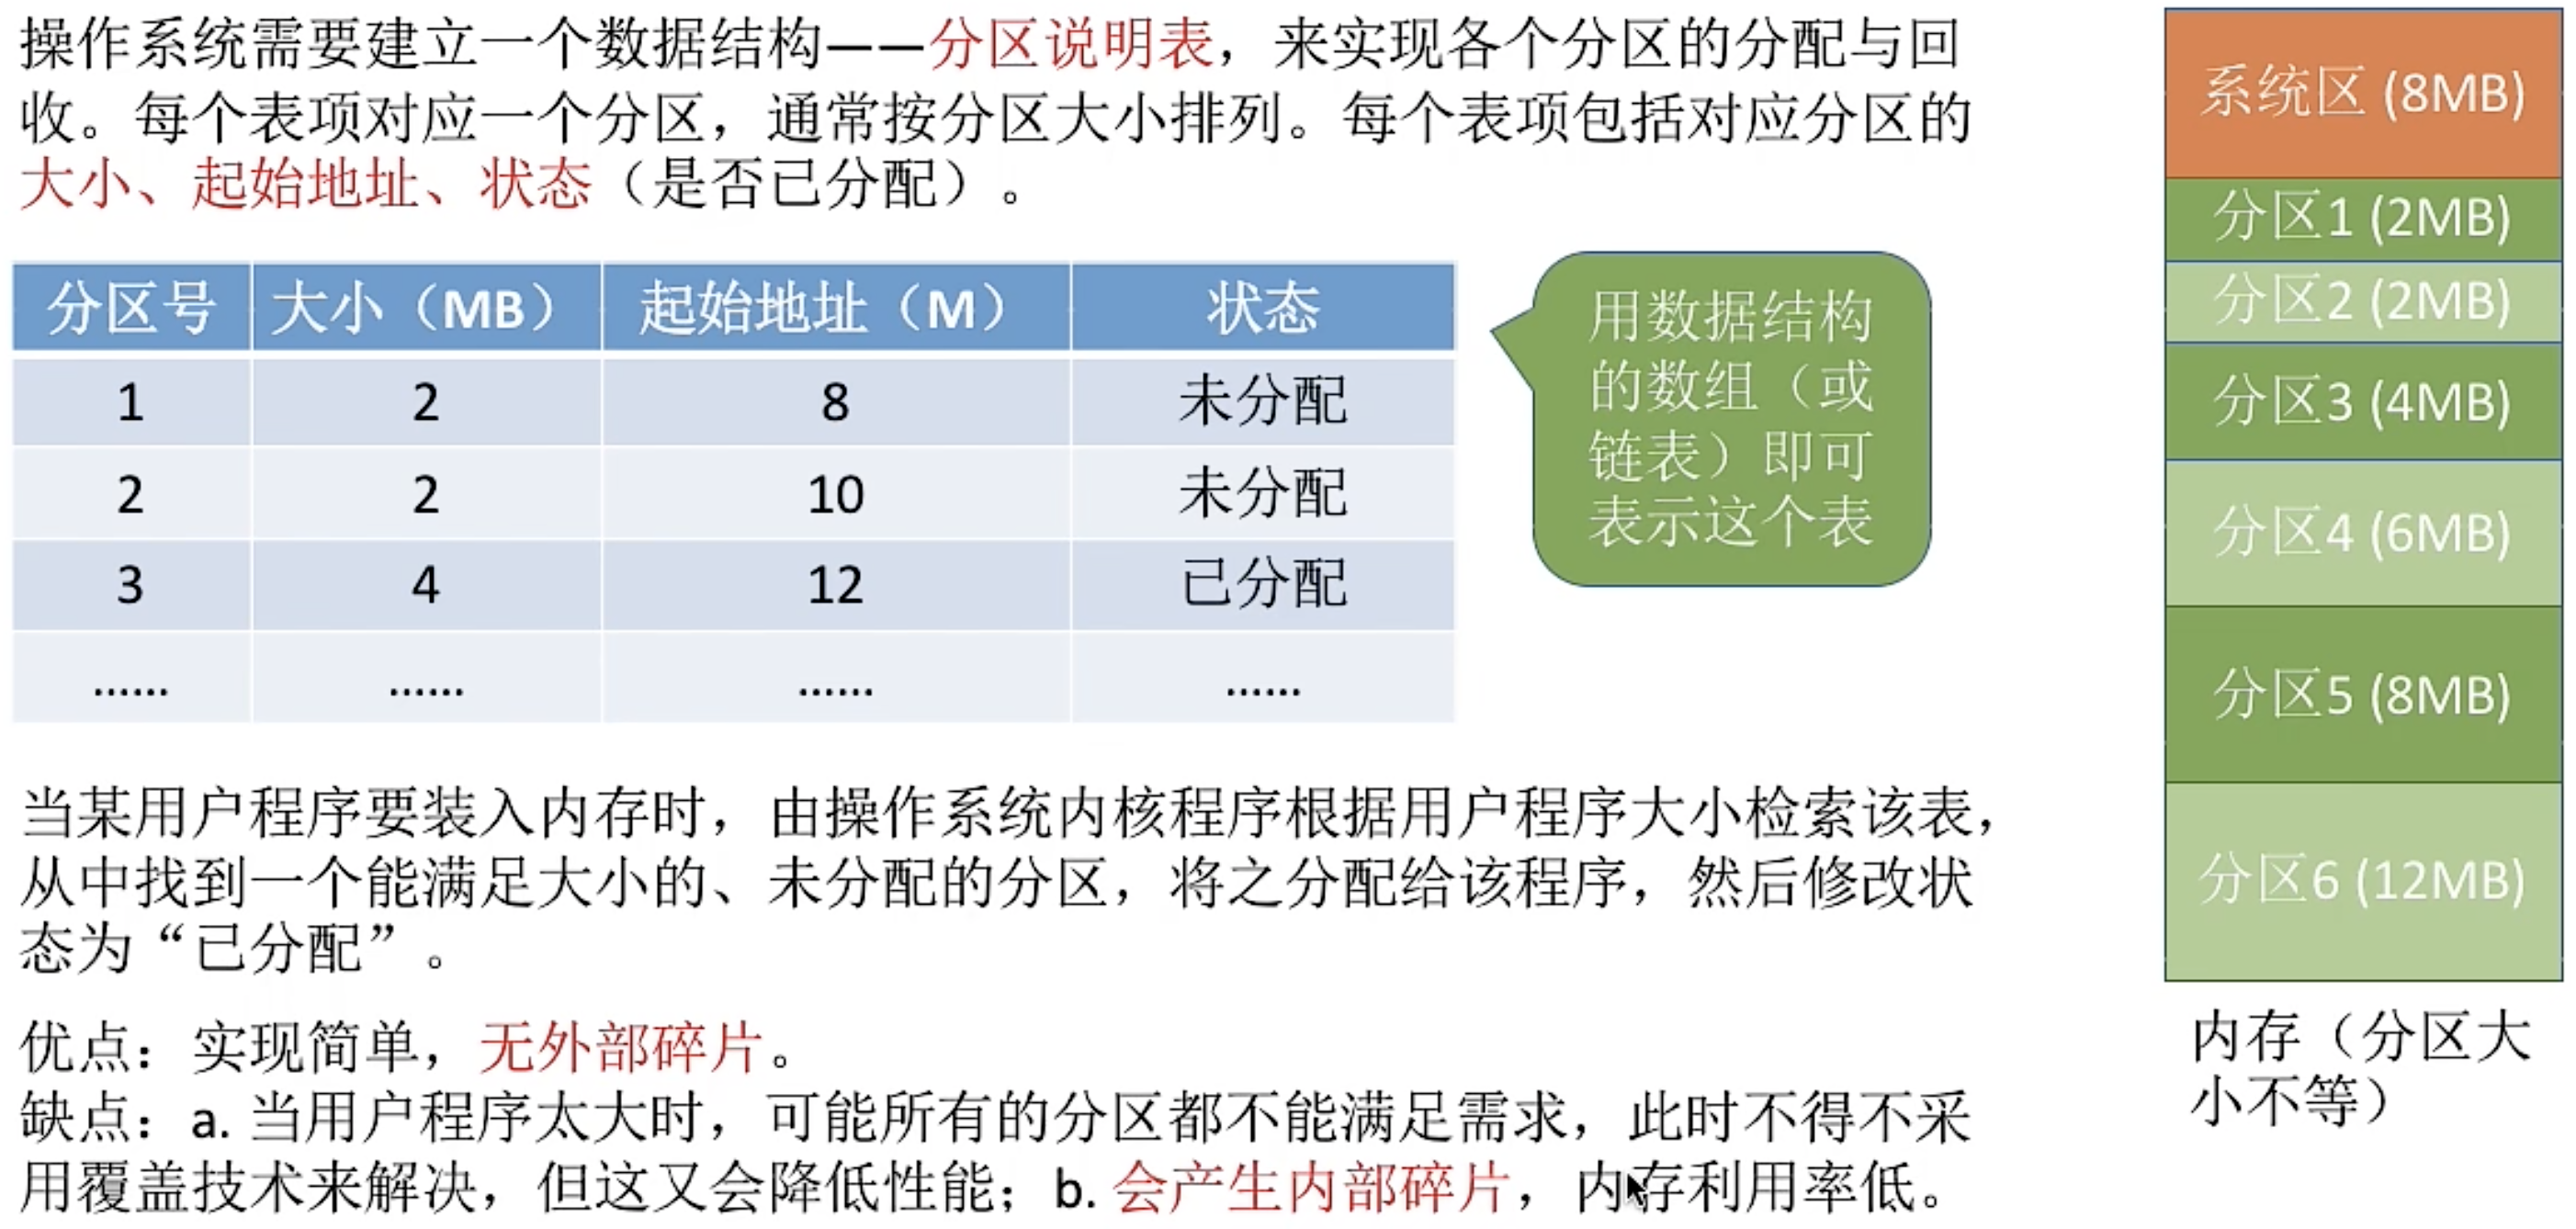 操作系统需要建立一个数据结构——分区说明表，来实现各个分区的分配与回
收。每个表项对应一个分区，通常按分区大小排列。每个表项包括对应分区的
大小、起始地址、状态（是否已分配）。
分区号 大小（MB） 起始地址（M） 状态
1 2 8 未分配
2 2 10 未分配
3 4 12 已分配
...... ...... ...... ......
用数据结构
的数组（或
链表）即可
表示这个表
当某用户程序要装入内存时，由操作系统内核程序根据用户程序大小检索该表，
从中找到一个能满足大小的、未分配的分区，将之分配给该程序，然后修改状
态为“已分配”。
优点：实现简单，无外部碎片。
缺点：a. 当用户程序太大时，可能所有的分区都不能满足需求，此时不得不采
用覆盖技术来解决，但这又会降低性能；b. 会产生内部碎片，内存利用率低。
系统区 (8MB)
分区1 (2MB)
分区2 (2MB)
分区3 (4MB)
分区4 (6MB)
分区5 (8MB)
分区6 (12MB)
内存（分区大
小不等）